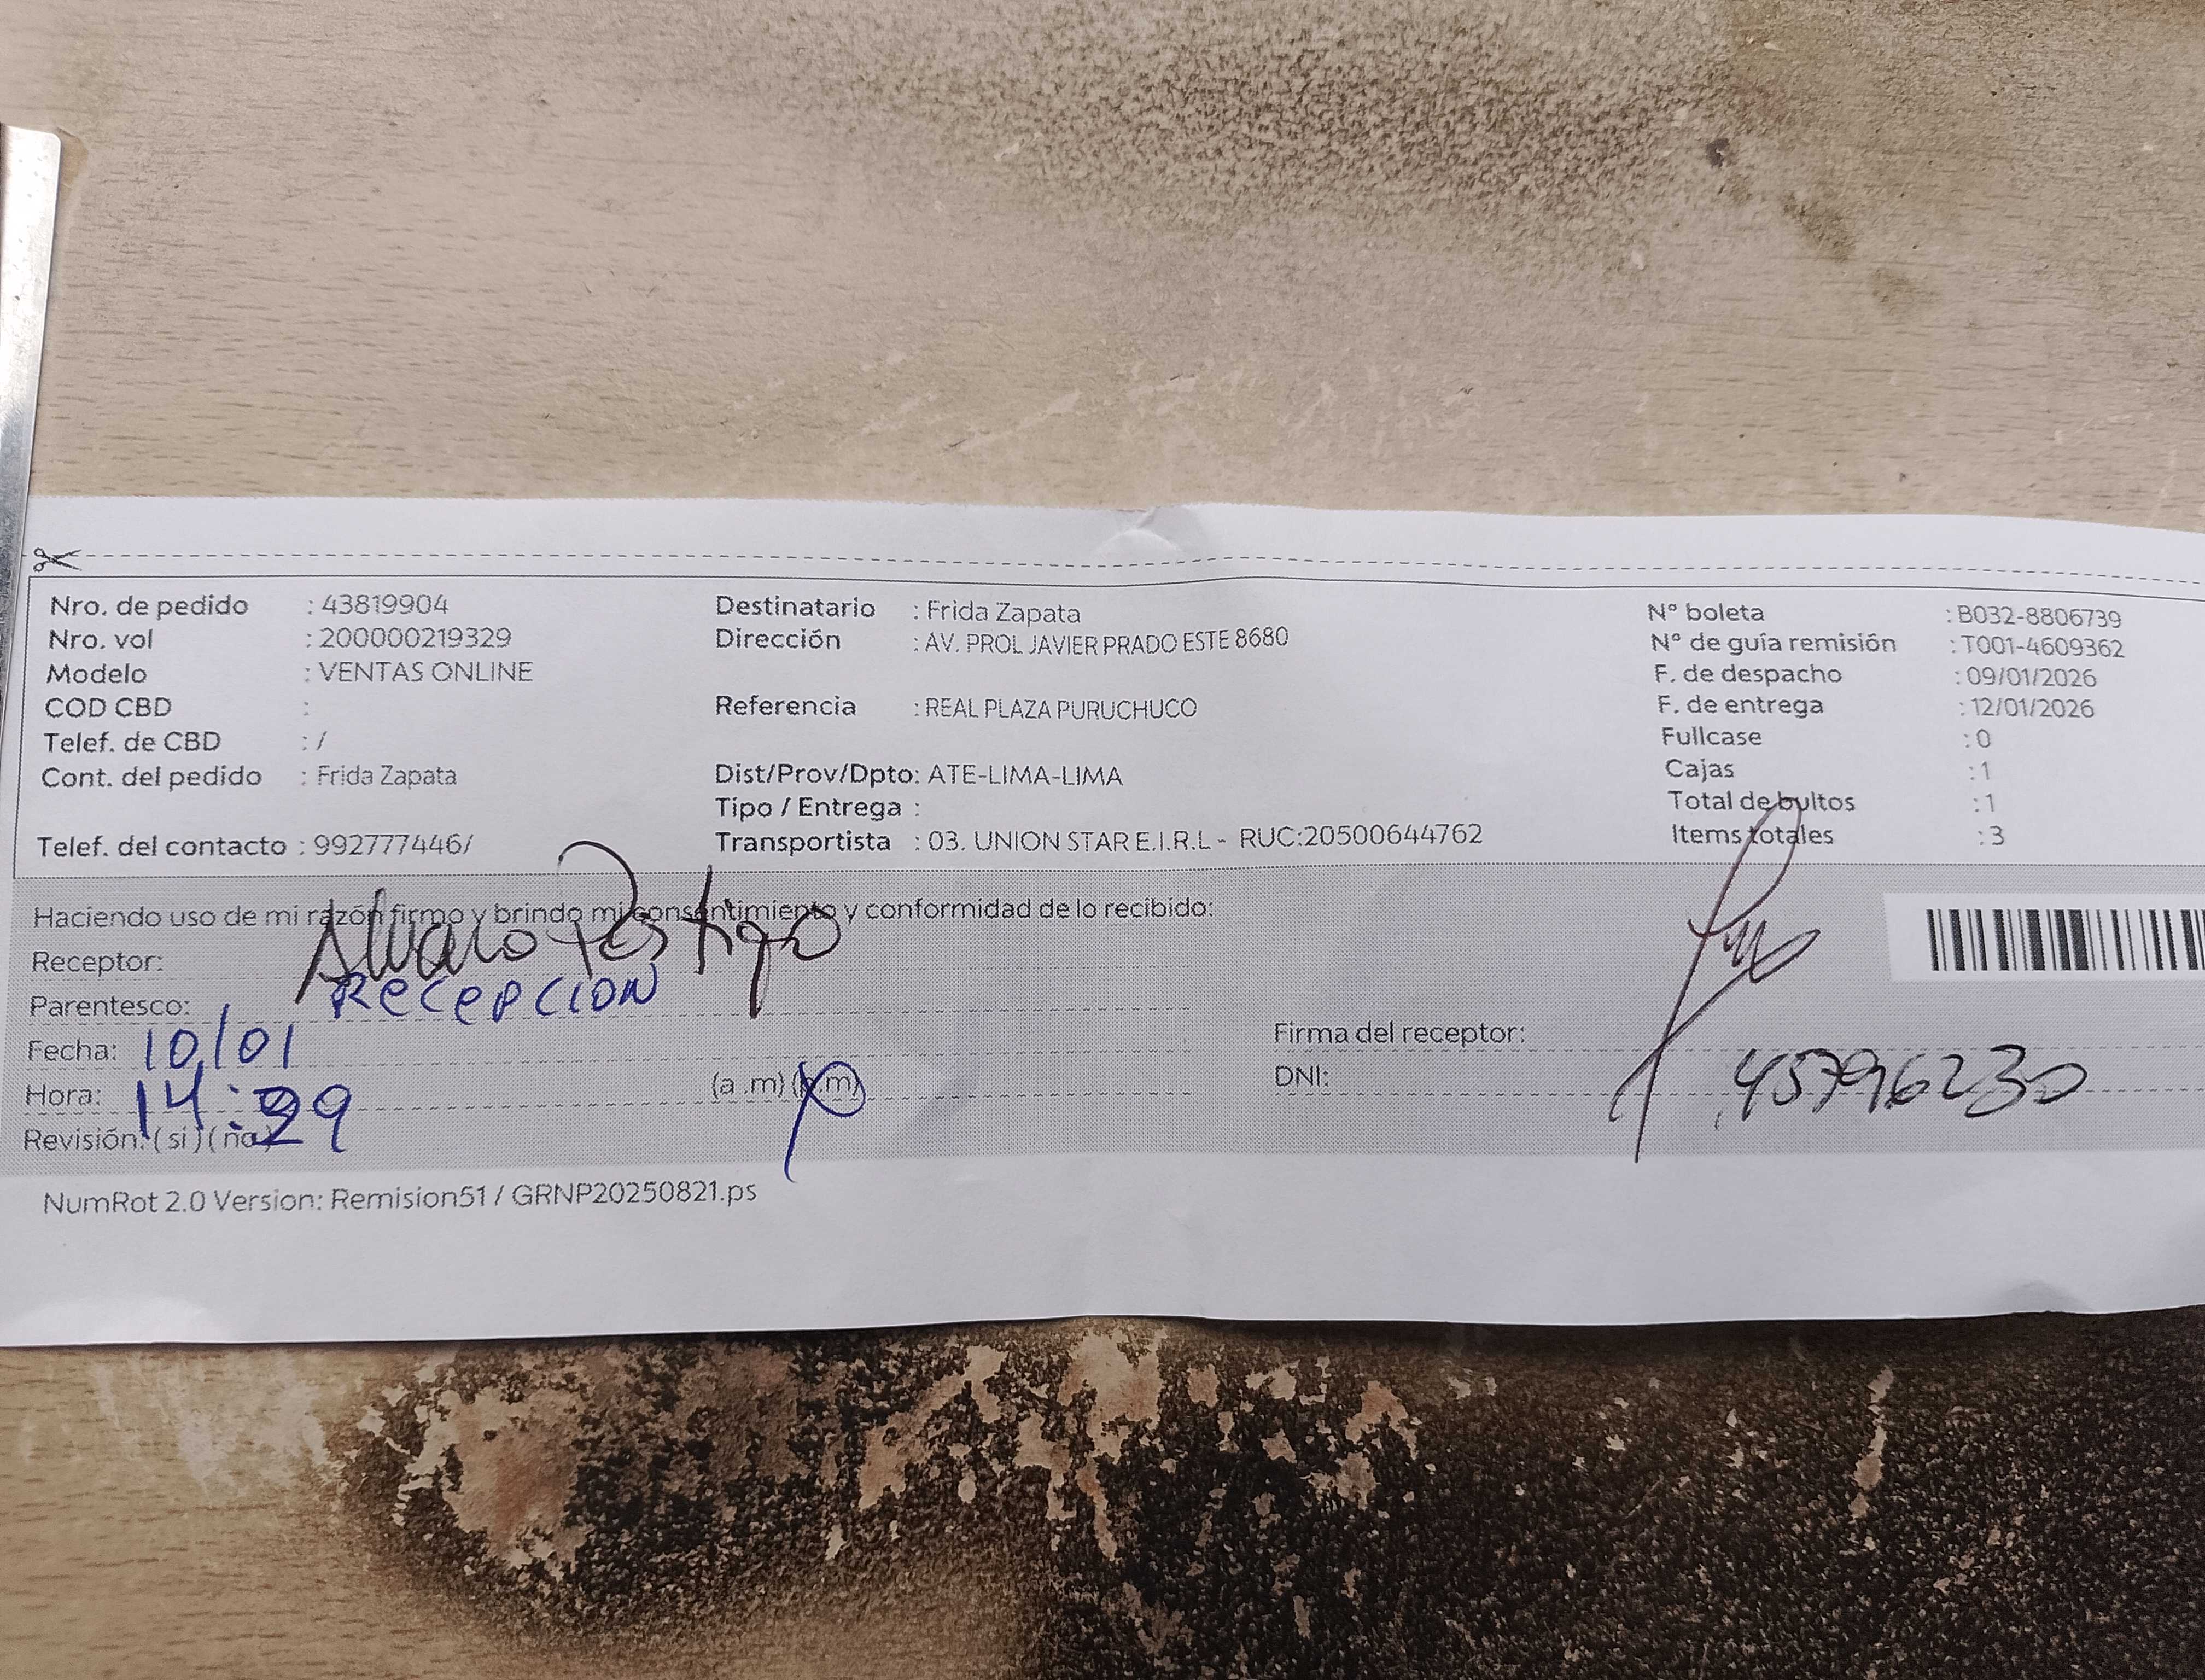 Nro. de pedido : 43819904
Nro. vol : 200000219329
Modelo : VENTAS ONLINE
COD CBD :
Telef. de CBD : /
Cont. del pedido : Frida Zapata
Telef. del contacto : 992777446/
Destinatario : Frida Zapata
Dirección : AV. PROL JAVIER PRADO ESTE 8680
Referencia : REAL PLAZA PURUCHUCO
Dist/Prov/Dpto: ATE-LIMA-LIMA
Tipo / Entrega :
Transportista : 03. UNION STAR E.I.R.L - RUC:20500644762
N° boleta : B032-8806739
N° de guía remisión : T001-4609362
F. de despacho : 09/01/2026
F. de entrega : 12/01/2026
Fullcase : 0
Cajas : 1
Total de bultos : 1
Items totales : 3
Haciendo uso de mi razón firmo y brindo mi consentimiento y conformidad de lo recibido:
Receptor: Alvaro Postigo
Parentesco: RECEPCION
Fecha: 10/01
Hora: 14:29 (a .m) (p.m)
Revisión: ( si ) ( no )
Firma del receptor:
DNI: 45796230
NumRot 2.0 Version: Remision51 / GRNP20250821.ps